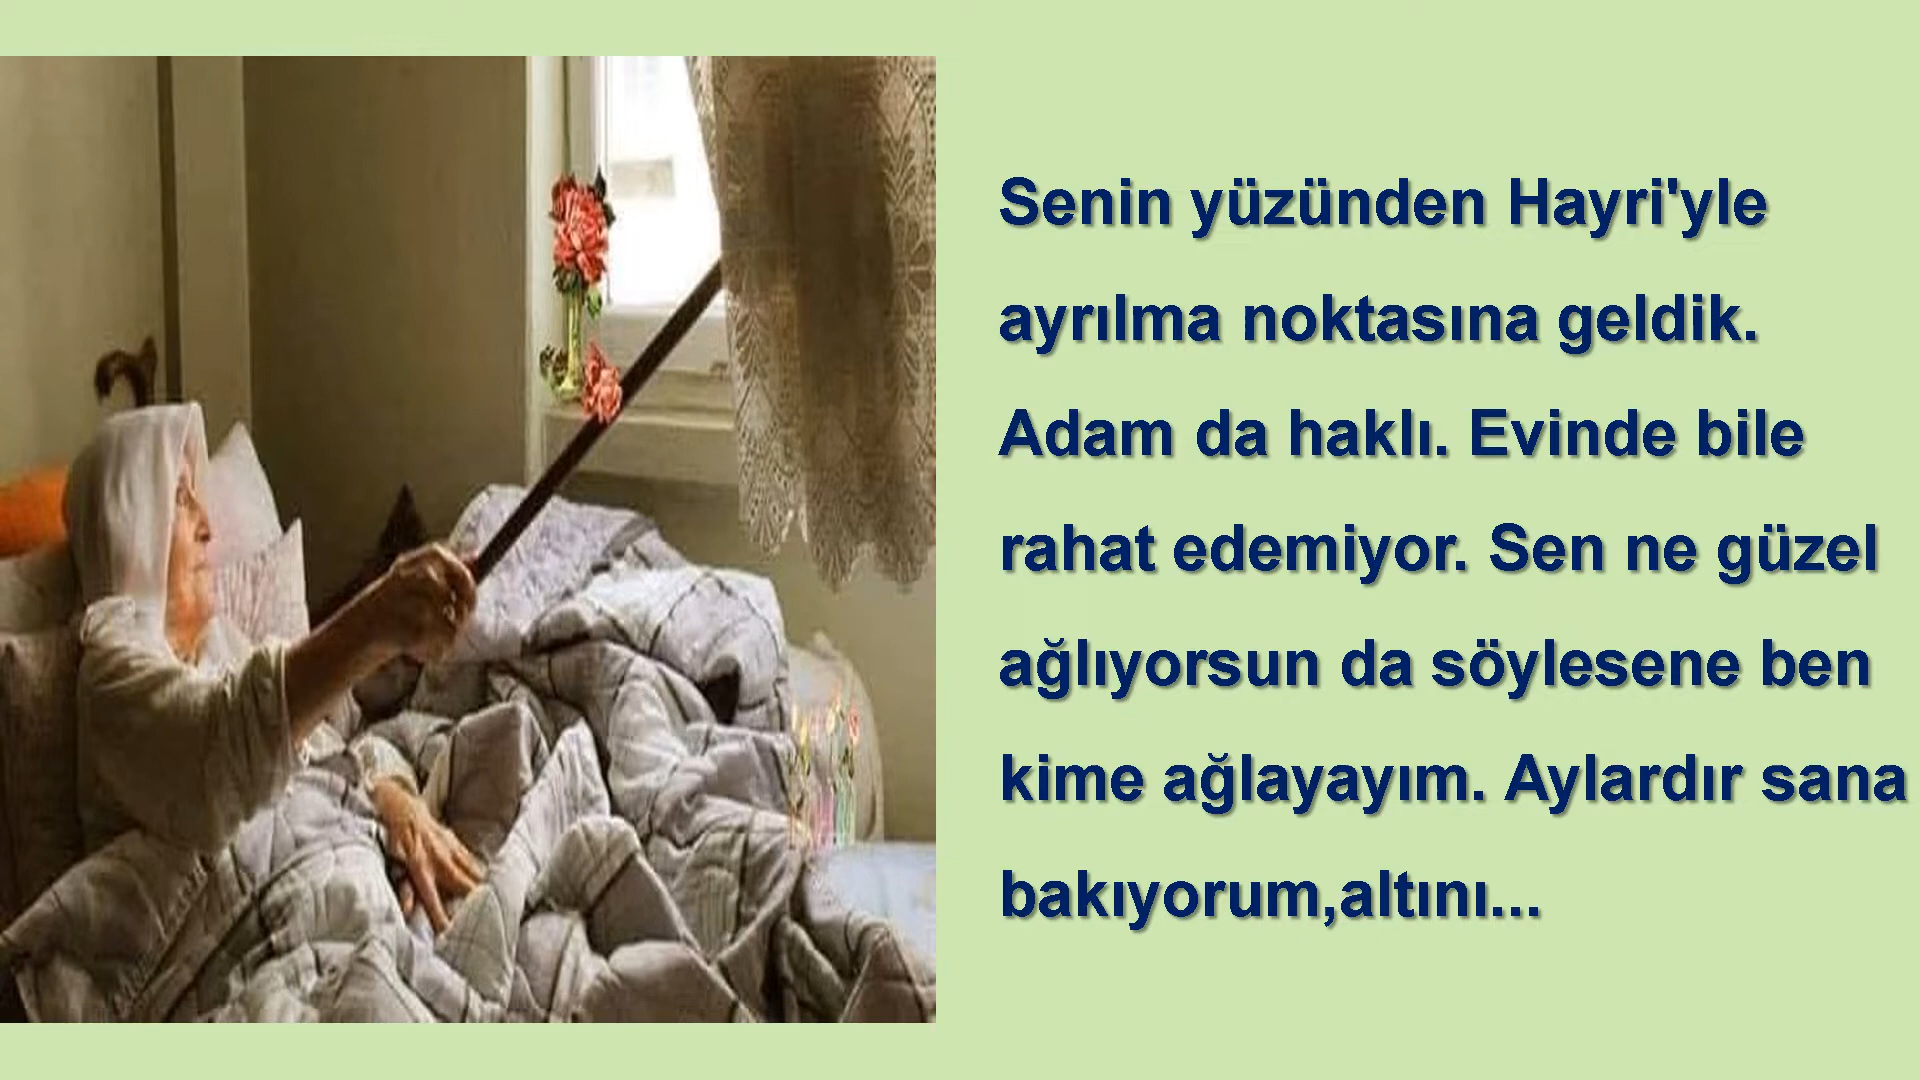 Senin yüzünden Hayri'yle
ayrılma noktasına geldik.
Adam da haklı. Evinde bile
rahat edemiyor. Sen ne güzel
ağlıyorsun da söylesene ben
kime ağlayayım. Aylardır sana
bakıyorum,altını...